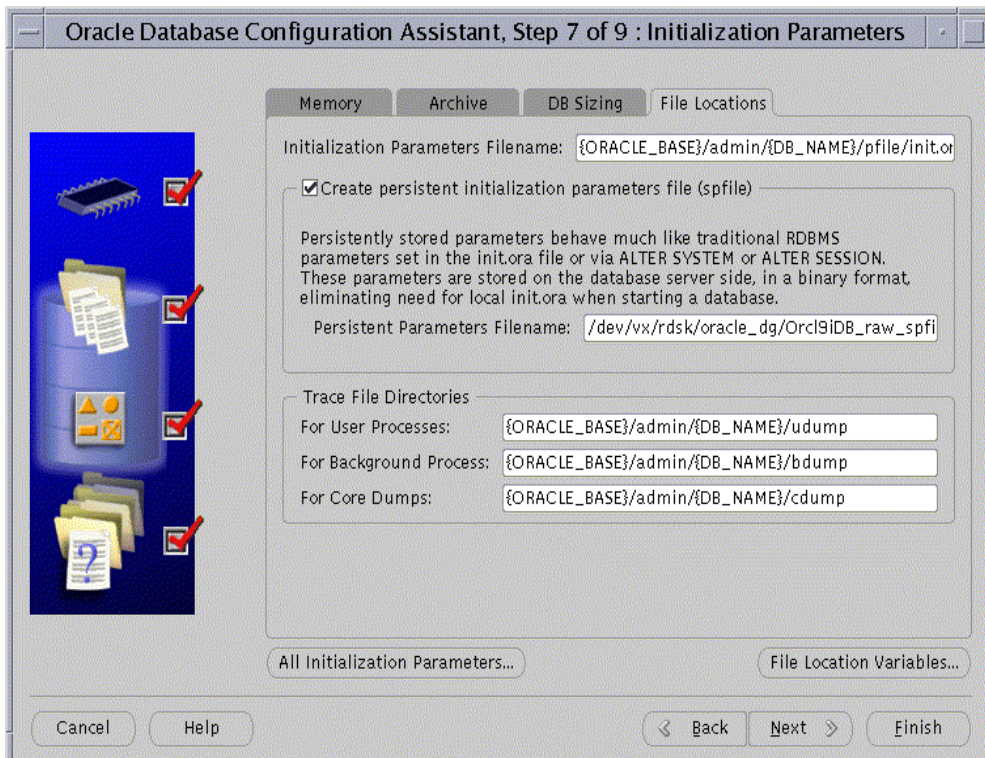 Oracle Database Configuration Assistant, Step 7 of 9 : Initialization Parameters
Memory Archive DB Sizing File Locations
Initialization Parameters Filename: {ORACLE_BASE}/admin/{DB_NAME}/pfile/init.or
Create persistent initialization parameters file (spfile)
Persistently stored parameters behave much like traditional RDBMS
parameters set in the init.ora file or via ALTER SYSTEM or ALTER SESSION.
These parameters are stored on the database server side, in a binary format,
eliminating need for local init.ora when starting a database.
Persistent Parameters Filename: /dev/vx/rdsk/oracle_dg/Orcl9iDB_raw_spfi
Trace File Directories
For User Processes: {ORACLE_BASE}/admin/{DB_NAME}/udump
For Background Process: {ORACLE_BASE}/admin/{DB_NAME}/bdump
For Core Dumps: {ORACLE_BASE}/admin/{DB_NAME}/cdump
?
All Initialization Parameters... File Location Variables...
Cancel Help Back Next Finish